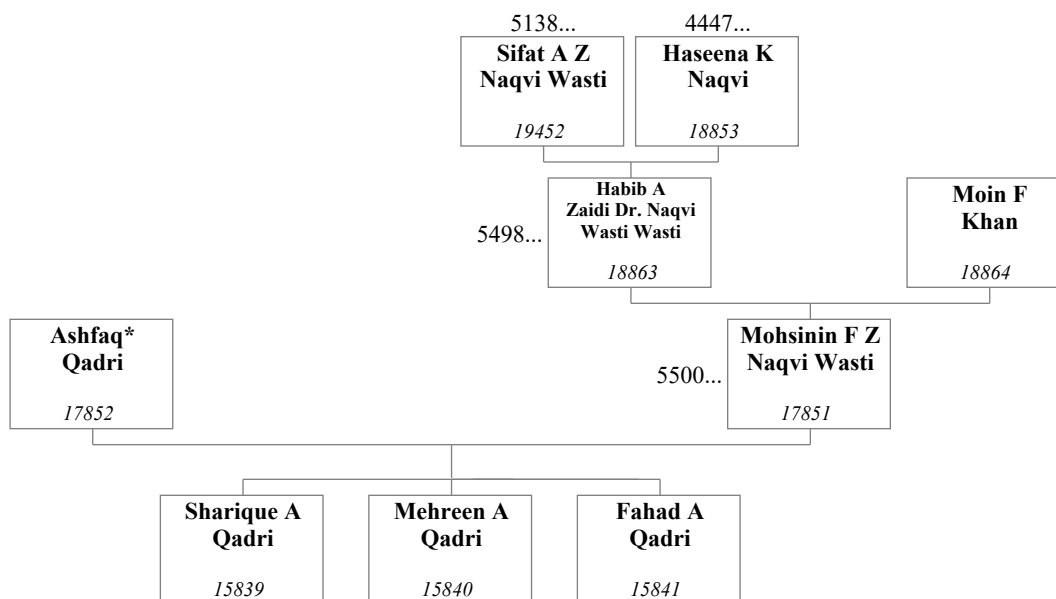 5138...
4447...
Sifat A Z
Naqvi Wasti
19452
Haseena K
Naqvi
18853
5498...
Habib A
Zaidi Dr. Naqvi
Wasti Wasti
18863
Moin F
Khan
18864
Ashfaq*
Qadri
17852
5500...
Mohsinin F Z
Naqvi Wasti
17851
Sharique A
Qadri
15839
Mehreen A
Qadri
15840
Fahad A
Qadri
15841